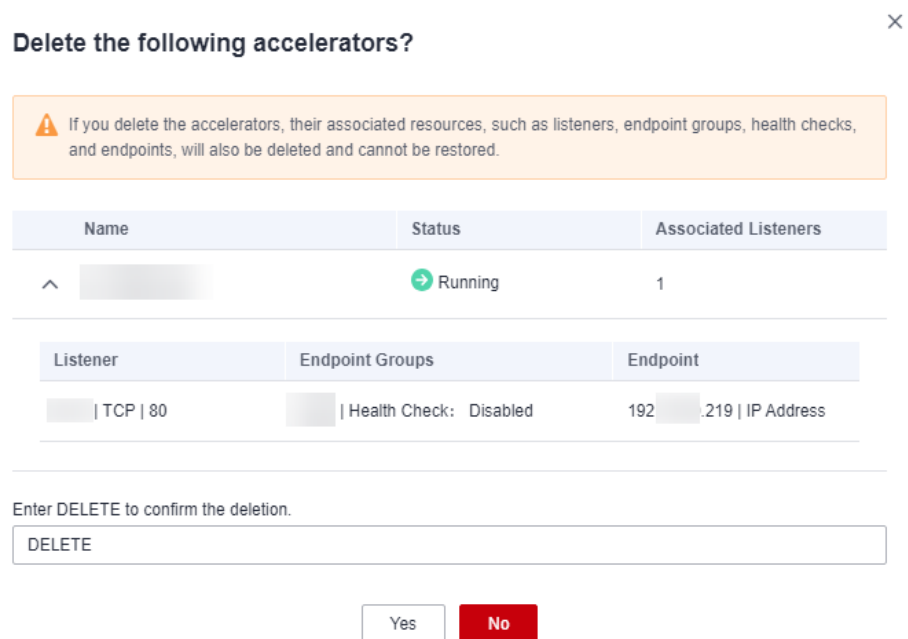 Delete the following accelerators?
If you delete the accelerators, their associated resources, such as listeners, endpoint groups, health checks,
and endpoints, will also be deleted and cannot be restored.
Name Status Associated Listeners
Running 1
Listener Endpoint Groups Endpoint
| TCP | 80 | Health Check: Disabled 192 .219 | IP Address
Enter DELETE to confirm the deletion.
DELETE
Yes No